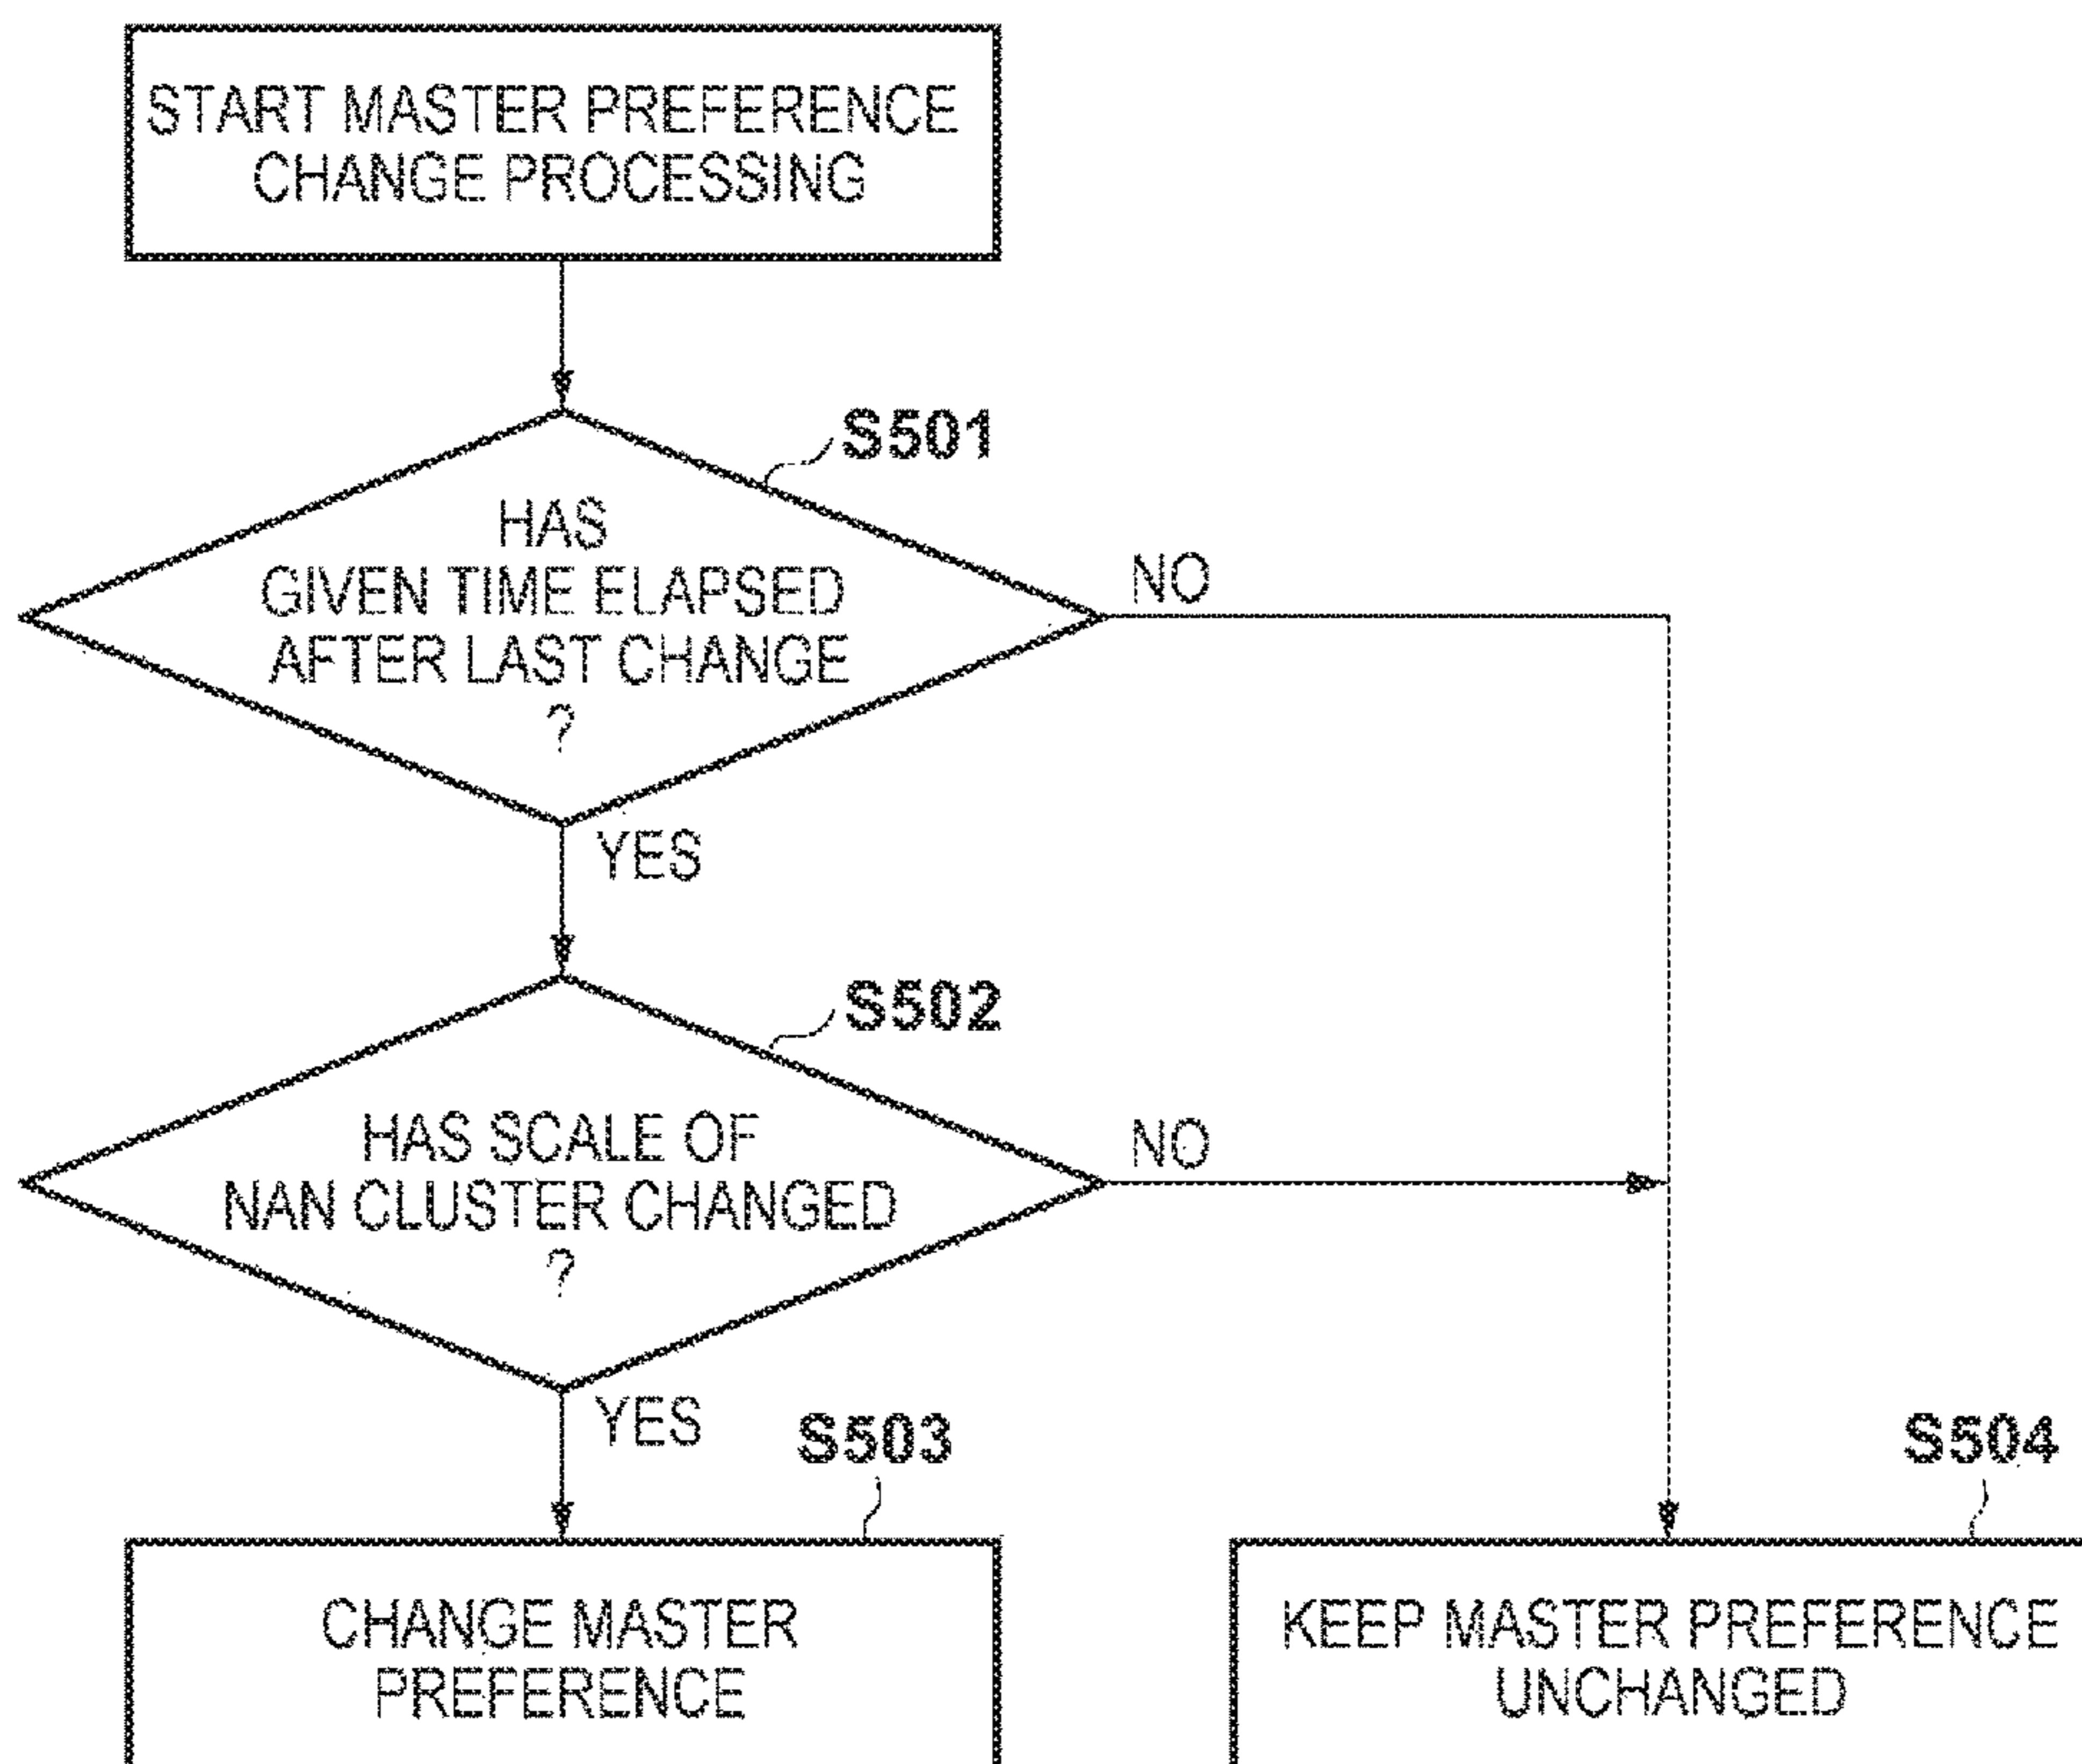 START MASTER PREFERENCE
CHANGE PROCESSING
S501
HAS
GIVEN TIME ELAPSED
AFTER LAST CHANGE
?
NO
YES
S502
HAS SCALE OF
NAN CLUSTER CHANGED
?
NO
YES
S503
CHANGE MASTER
PREFERENCE
S504
KEEP MASTER PREFERENCE
UNCHANGED